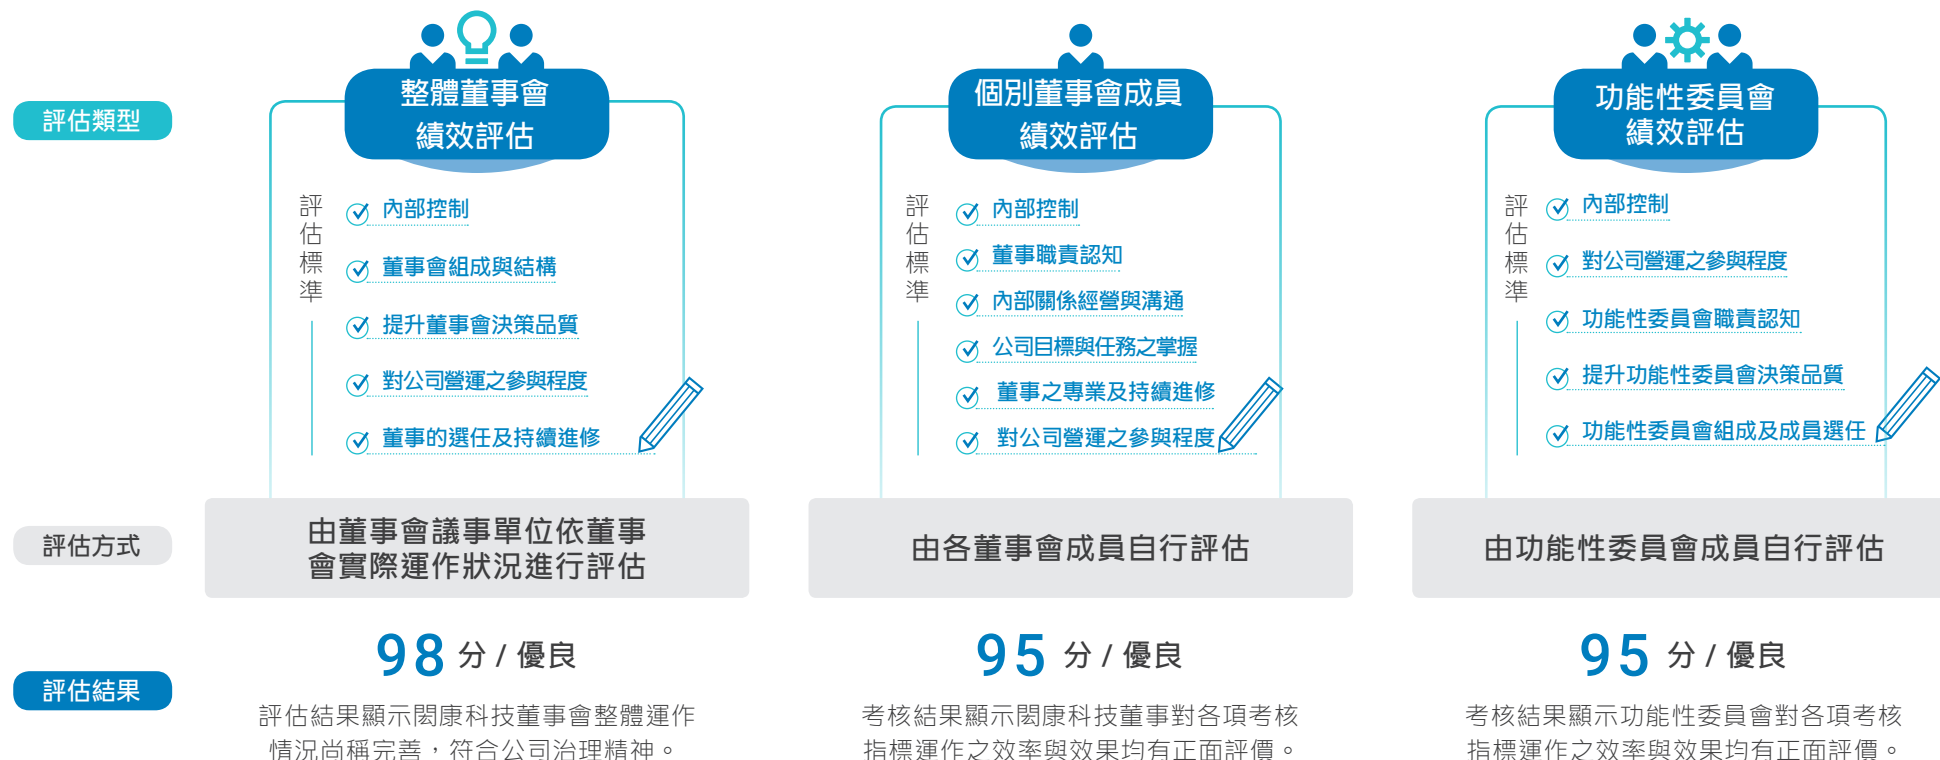 評估類型
整體董事會
績效評估
評估標準
內部控制
董事會組成與結構
提升董事會決策品質
對公司營運之參與程度
董事的選任及持續進修
個別董事會成員
績效評估
評估標準
內部控制
董事職責認知
內部關係經營與溝通
公司目標與任務之掌握
董事之專業及持續進修
對公司營運之參與程度
功能性委員會
績效評估
評估標準
內部控制
對公司營運之參與程度
功能性委員會職責認知
提升功能性委員會決策品質
功能性委員會組成及成員選任
評估方式
由董事會議事單位依董事
會實際運作狀況進行評估
由各董事會成員自行評估
由功能性委員會成員自行評估
評估結果
98 分 / 優良
評估結果顯示閎康科技董事會整體運作
情況尚稱完善，符合公司治理精神。
95 分 / 優良
考核結果顯示閎康科技董事對各項考核
指標運作之效率與效果均有正面評價。
95 分 / 優良
考核結果顯示功能性委員會對各項考核
指標運作之效率與效果均有正面評價。